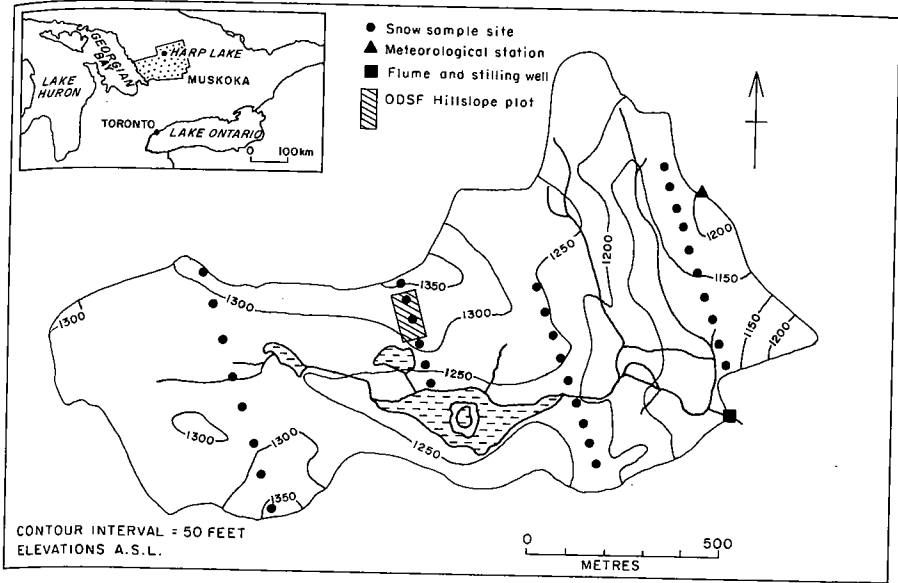 GEORGIAN
BAY
HARP LAKE
MUSKOKA
LAKE
HURON
TORONTO
LAKE ONTARIO
0 100km
Snow sample site
Meteorological station
Flume and stilling well
ODSF Hillslope plot
1200
1250
1200
1150
1350
1300
1300
1300
1150
1200
1250
1300
1300
1250
1350
CONTOUR INTERVAL = 50 FEET
ELEVATIONS A.S.L.
0 500
METRES